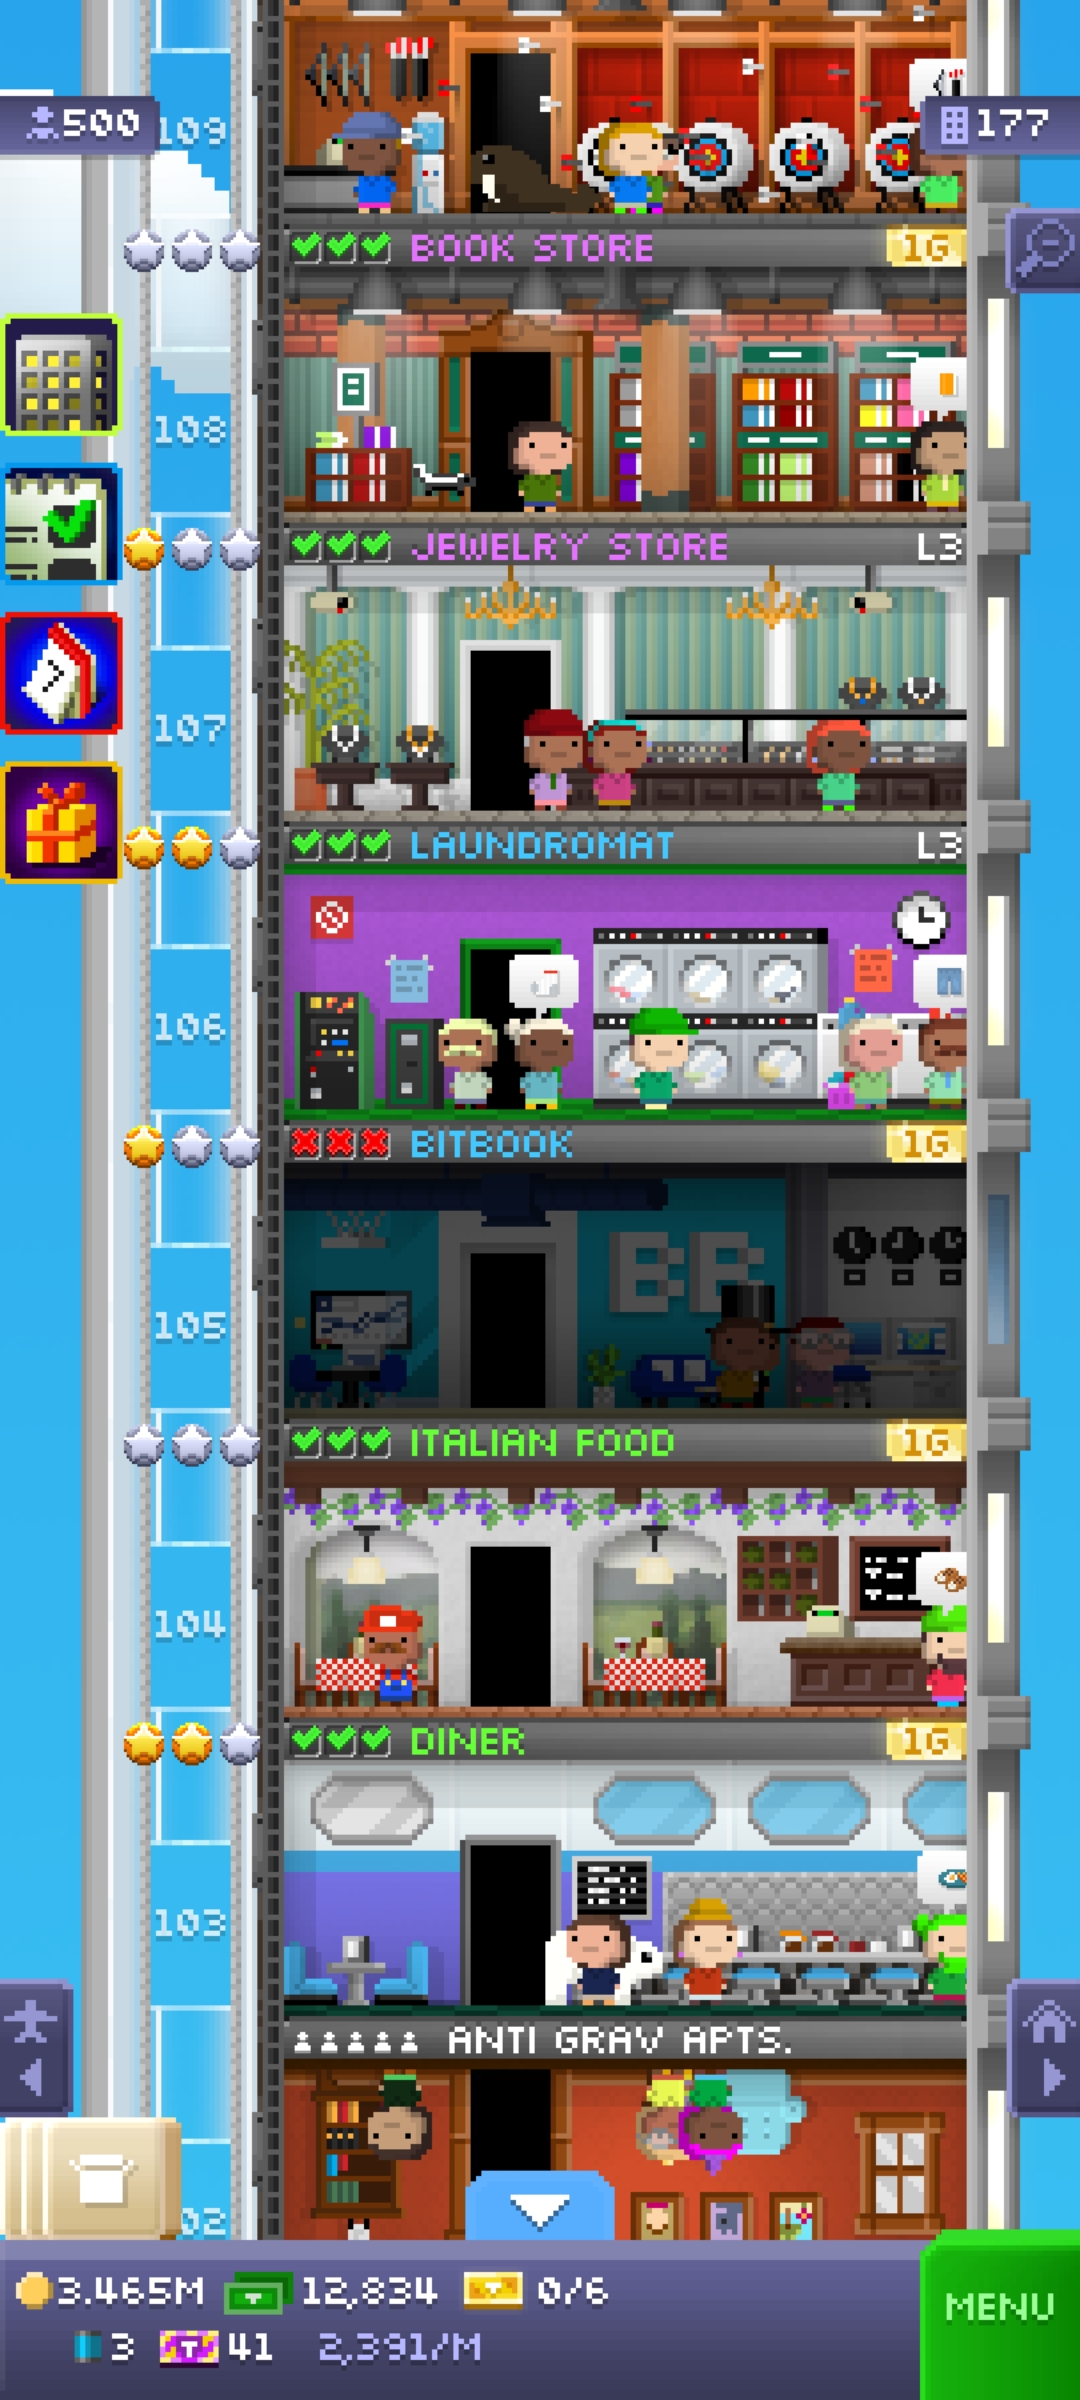 500
109
177
BOOK STORE
1G
108
JEWELRY STORE
L3
107
7
LAUNDROMAT
L3
106
BITBOOK
1G
BB
105
ITALIAN FOOD
1G
104
DINER
1G
103
ANTI GRAV APTS.
02
3.465M
12,834
0/6
3
41
2,391/M
MENU